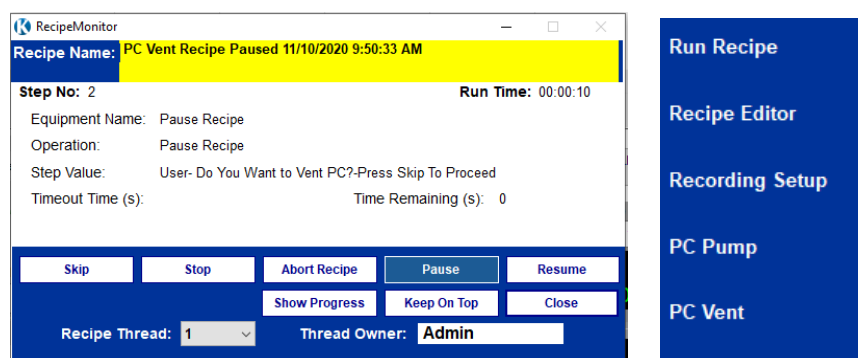 RecipeMonitor
Recipe Name: PC Vent Recipe Paused 11/10/2020 9:50:33 AM
Step No: 2 Run Time: 00:00:10
Equipment Name: Pause Recipe
Operation: Pause Recipe
Step Value: User- Do You Want to Vent PC?-Press Skip To Proceed
Timeout Time (s): Time Remaining (s): 0
Skip Stop Abort Recipe Pause Resume
Show Progress Keep On Top Close
Recipe Thread: 1 Thread Owner: Admin
Run Recipe
Recipe Editor
Recording Setup
PC Pump
PC Vent